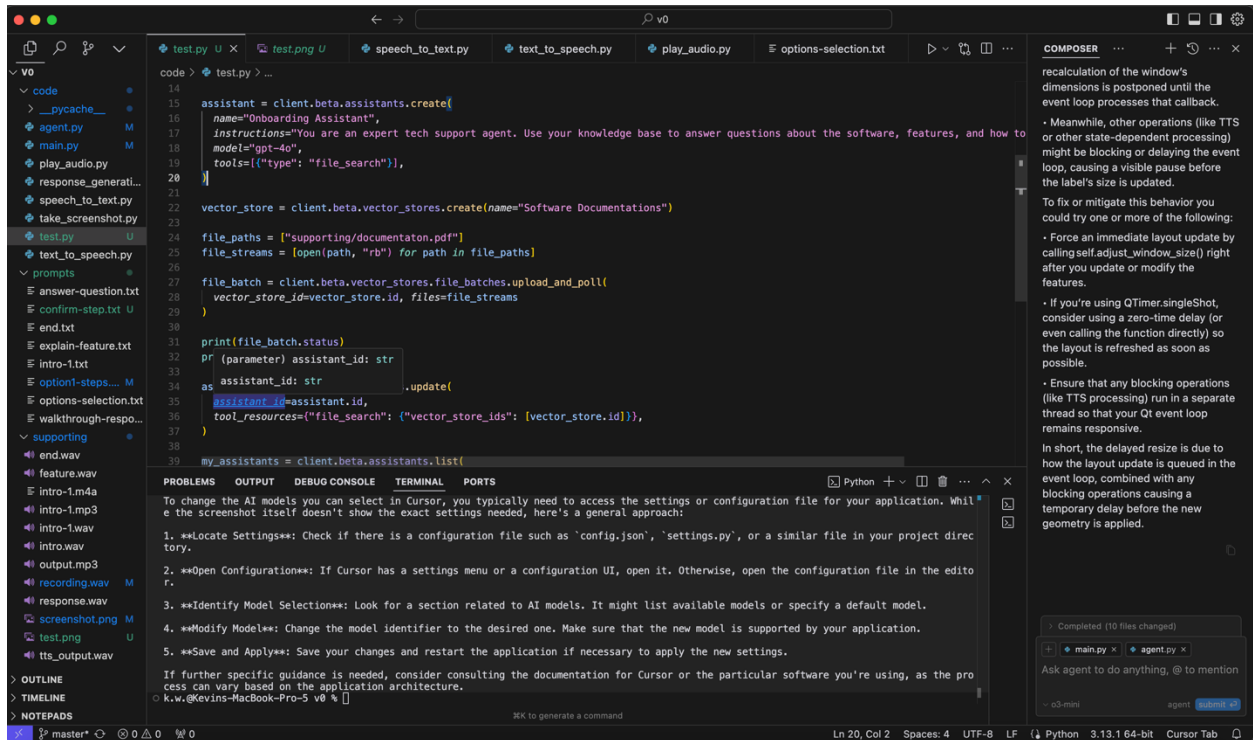 v0
V0
code
__pycache__
agent.py M
main.py M
play_audio.py
response_generati...
speech_to_text.py
take_screenshot.py
test.py U
text_to_speech.py
prompts
answer-question.txt
confirm-step.txt U
end.txt
explain-feature.txt
intro-1.txt
option1-steps.... M
options-selection.txt
walkthrough-respo...
supporting
end.wav
feature.wav
intro-1.m4a
intro-1.mp3
intro-1.wav
intro.wav
output.mp3
recording.wav M
response.wav
screenshot.png M
test.png U
tts_output.wav
OUTLINE
TIMELINE
NOTEPADS
test.py U test.png U speech_to_text.py text_to_speech.py play_audio.py options-selection.txt
code > test.py > ...
14
15 assistant = client.beta.assistants.create(
16 name="Onboarding Assistant",
17 instructions="You are an expert tech support agent. Use your knowledge base to answer questions about the software, features, and how to
18 model="gpt-4o",
19 tools=[{"type": "file_search"}],
20 )
21
22 vector_store = client.beta.vector_stores.create(name="Software Documentations")
23
24 file_paths = ["supporting/documentaton.pdf"]
25 file_streams = [open(path, "rb") for path in file_paths]
26
27 file_batch = client.beta.vector_stores.file_batches.upload_and_poll(
28 vector_store_id=vector_store.id, files=file_streams
29 )
30
31 print(file_batch.status)
32 pr (parameter) assistant_id: str
33
assistant_id: str
34 as .update(
35 assistant_id=assistant.id,
36 tool_resources={"file_search": {"vector_store_ids": [vector_store.id]}},
37 )
38
39 my_assistants = client.beta.assistants.list(
PROBLEMS OUTPUT DEBUG CONSOLE TERMINAL PORTS Python
To change the AI models you can select in Cursor, you typically need to access the settings or configuration file for your application. Whil
e the screenshot itself doesn't show the exact settings needed, here's a general approach:
1. **Locate Settings**: Check if there is a configuration file such as `config.json`, `settings.py`, or a similar file in your project direc
tory.
2. **Open Configuration**: If Cursor has a settings menu or a configuration UI, open it. Otherwise, open the configuration file in the edito
r.
3. **Identify Model Selection**: Look for a section related to AI models. It might list available models or specify a default model.
4. **Modify Model**: Change the model identifier to the desired one. Make sure that the new model is supported by your application.
5. **Save and Apply**: Save your changes and restart the application if necessary to apply the new settings.
If further specific guidance is needed, consider consulting the documentation for Cursor or the particular software you're using, as the pro
cess can vary based on the application architecture.
k.w.@Kevins-MacBook-Pro-5 v0 %
⌘K to generate a command
COMPOSER
recalculation of the window's
dimensions is postponed until the
event loop processes that callback.
• Meanwhile, other operations (like TTS
or other state-dependent processing)
might be blocking or delaying the event
loop, causing a visible pause before
the label's size is updated.
To fix or mitigate this behavior you
could try one or more of the following:
• Force an immediate layout update by
calling self.adjust_window_size() right
after you update or modify the
features.
• If you're using QTimer.singleShot,
consider using a zero-time delay (or
even calling the function directly) so
the layout is refreshed as soon as
possible.
• Ensure that any blocking operations
(like TTS processing) run in a separate
thread so that your Qt event loop
remains responsive.
In short, the delayed resize is due to
how the layout update is queued in the
event loop, combined with any
blocking operations causing a
temporary delay before the new
geometry is applied.
Completed (10 files changed)
main.py agent.py
Ask agent to do anything, @ to mention
o3-mini agent submit
master* 0 0 0 Ln 20, Col 2 Spaces: 4 UTF-8 LF Python 3.13.1 64-bit Cursor Tab